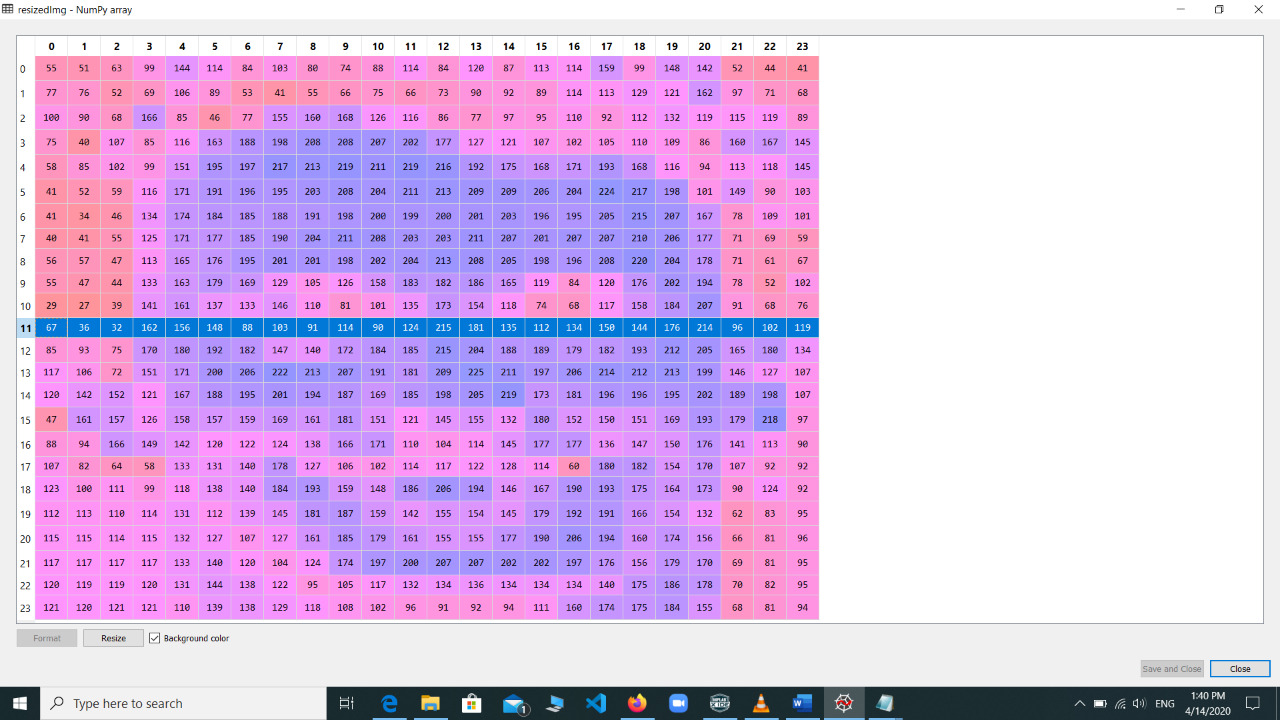 resizedImg - NumPy array
0 1 2 3 4 5 6 7 8 9 10 11 12 13 14 15 16 17 18 19 20 21 22 23
0 55 51 63 99 144 114 84 103 80 74 88 114 84 120 87 113 114 159 99 148 142 52 44 41
1 77 76 52 69 106 89 53 41 55 66 75 66 73 90 92 89 114 113 129 121 162 97 71 68
2 100 90 68 166 85 46 77 155 160 168 126 116 86 77 97 95 110 92 112 132 119 115 119 89
3 75 40 107 85 116 163 188 198 208 208 207 202 177 127 121 107 102 105 110 109 86 160 167 145
4 58 85 102 99 151 195 197 217 213 219 211 219 216 192 175 168 171 193 168 116 94 113 118 145
5 41 52 59 116 171 191 196 195 203 208 204 211 213 209 209 206 204 224 217 198 101 149 90 103
6 41 34 46 134 174 184 185 188 191 198 200 199 200 201 203 196 195 205 215 207 167 78 109 101
7 40 41 55 125 171 177 185 190 204 211 208 203 203 211 207 201 207 207 210 206 177 71 69 59
8 56 57 47 113 165 176 195 201 201 198 202 204 213 208 205 198 196 208 220 204 178 71 61 67
9 55 47 44 133 163 179 169 129 105 126 158 183 182 186 165 119 84 120 176 202 194 78 52 102
10 29 27 39 141 161 137 133 146 110 81 101 135 173 154 118 74 68 117 158 184 207 91 68 76
11 67 36 32 162 156 148 88 103 91 114 90 124 215 181 135 112 134 150 144 176 214 96 102 119
12 85 93 75 170 180 192 182 147 140 172 184 185 215 204 188 189 179 182 193 212 205 165 180 134
13 117 106 72 151 171 200 206 222 213 207 191 181 209 225 211 197 206 214 212 213 199 146 127 107
14 120 142 152 121 167 188 195 201 194 187 169 185 198 205 219 173 181 196 196 195 202 189 198 107
15 47 161 157 126 158 157 159 169 161 181 151 121 145 155 132 180 152 150 151 169 193 179 218 97
16 88 94 166 149 142 120 122 124 138 166 171 110 104 114 145 177 177 136 147 150 176 141 113 90
17 107 82 64 58 133 131 140 178 127 106 102 114 117 122 128 114 60 180 182 154 170 107 92 92
18 123 100 111 99 118 138 140 184 193 159 148 186 206 194 146 167 190 193 175 164 173 90 124 92
19 112 113 110 114 131 112 139 145 181 187 159 142 155 154 145 179 192 191 166 154 132 62 83 95
20 115 115 114 115 132 127 107 127 161 185 179 161 155 155 177 190 206 194 160 174 156 66 81 96
21 117 117 117 117 133 140 120 104 124 174 197 200 207 207 202 202 197 176 156 179 170 69 81 95
22 120 119 119 120 131 144 138 122 95 105 117 132 134 136 134 134 134 140 175 186 178 70 82 95
23 121 120 121 121 110 139 138 129 118 108 102 96 91 92 94 111 160 174 175 184 155 68 81 94
Format Resize Background color
Save and Close Close
Type here to search
1
ENG
1:40 PM
4/14/2020